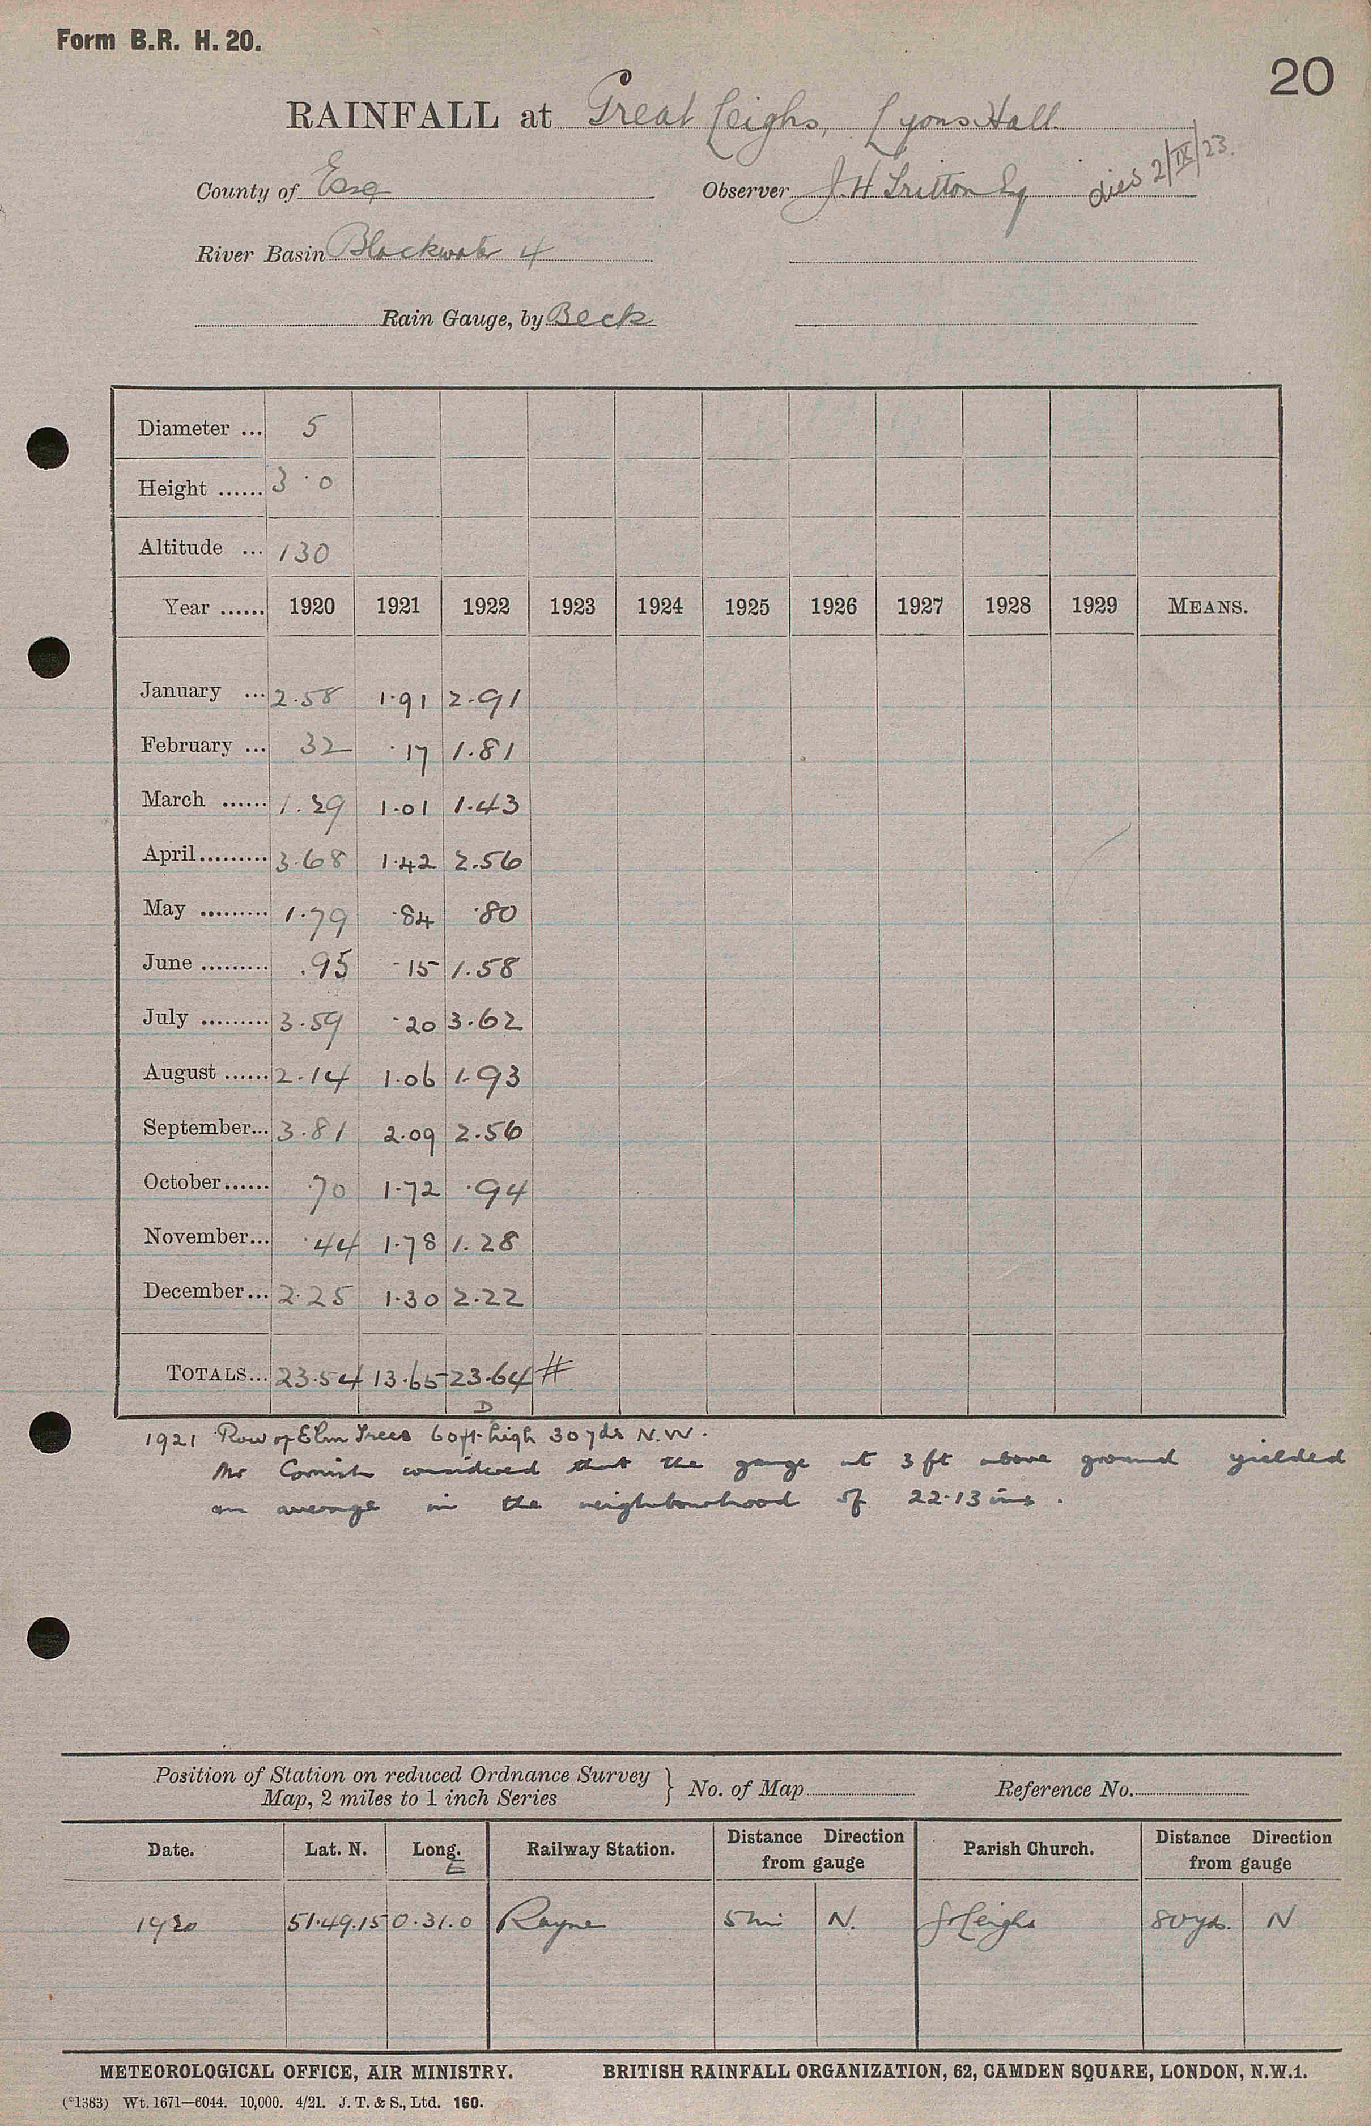 Form B.R. H. 20.
20
RAINFALL at Great Leighs, Lyons Hall
County of Essex Observer J. H. Tritton Esq died 2/IX/23.
River Basin Blackwater 4
Rain Gauge, by Beck
Diameter ... 5
Height ...... 3 · 0
Altitude ... 130
Year ...... 1920 1921 1922 1923 1924 1925 1926 1927 1928 1929 MEANS.
January ... 2.58 1.91 2.91
February ... 32 .17 1.81
March ...... 1.29 1.01 1.43
April ......... 3.68 1.42 2.56
May ......... 1.79 .84 .80
June ......... .95 .15 1.58
July ......... 3.59 .20 3.62
August ...... 2.14 1.06 1.93
September... 3.81 2.09 2.56
October...... .70 1.72 .94
November... .44 1.78 1.28
December... 2.25 1.30 2.22
TOTALS... 23.54 13.65 23.64 #
D
1921 Row of Elm Trees 60ft. high 30 yds N.W.
Mr Cornish considered that the gauge at 3 ft above ground yielded
an average in the neighbourhood of 22.13 ins.
Position of Station on reduced Ordnance Survey
Map, 2 miles to 1 inch Series } No. of Map Reference No.
Date. Lat. N. Long. E Railway Station. Distance Direction from gauge Parish Church. Distance Direction from gauge
1920 51.49.15 0.31.0 Rayne 5 mi N. Gt Leighs 80 yds. N
METEOROLOGICAL OFFICE, AIR MINISTRY. BRITISH RAINFALL ORGANIZATION, 62, CAMDEN SQUARE, LONDON, N.W.1.
(*1383) Wt. 1671—6044. 10,000. 4/21. J. T. & S., Ltd. 160.